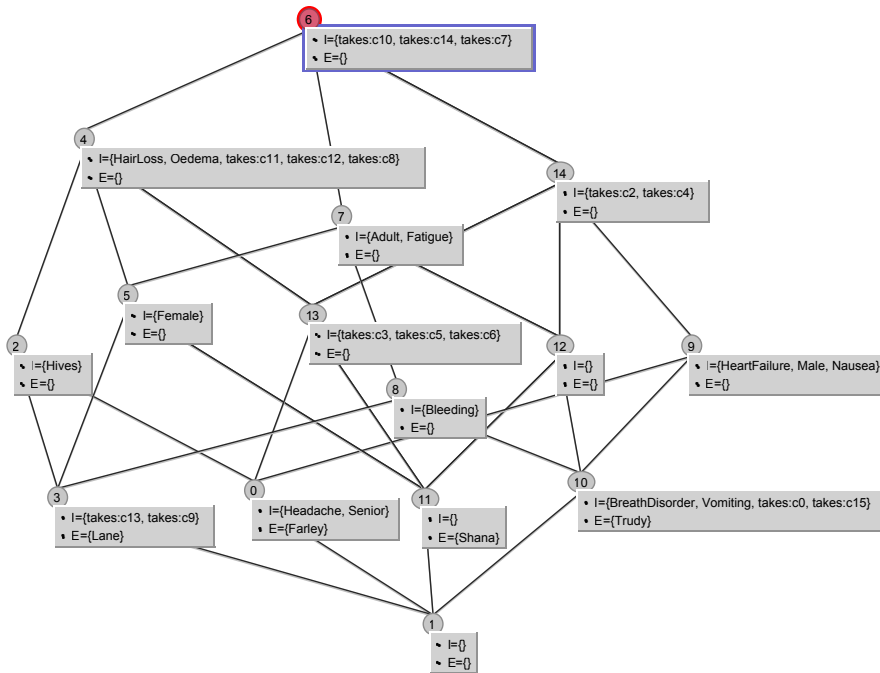 6
I={takes:c10, takes:c14, takes:c7}
E={}
4
I={HairLoss, Oedema, takes:c11, takes:c12, takes:c8}
E={}
14
I={takes:c2, takes:c4}
E={}
7
I={Adult, Fatigue}
E={}
5
I={Female}
E={}
13
I={takes:c3, takes:c5, takes:c6}
E={}
2
I={Hives}
E={}
12
I={}
E={}
9
I={HeartFailure, Male, Nausea}
E={}
8
I={Bleeding}
E={}
3
I={takes:c13, takes:c9}
E={Lane}
0
I={Headache, Senior}
E={Farley}
11
I={}
E={Shana}
10
I={BreathDisorder, Vomiting, takes:c0, takes:c15}
E={Trudy}
1
I={}
E={}